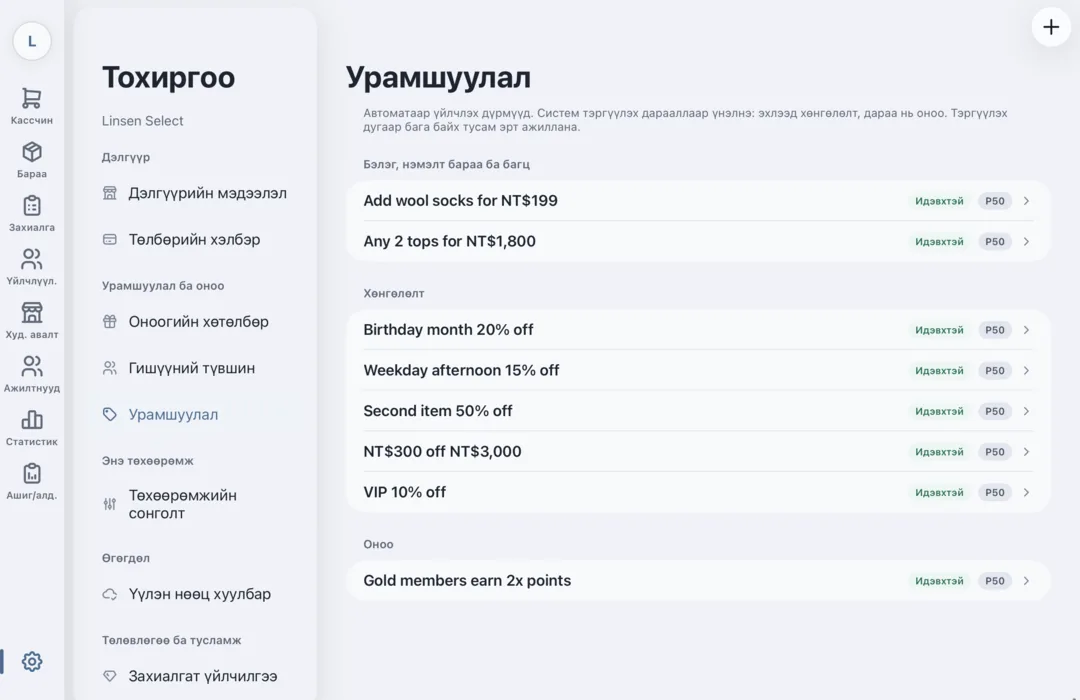 L
Кассчин
Бараа
Захиалга
Үйлчлүүл.
Худ. авалт
Ажилтнууд
Статистик
Ашиг/алд.
Тохиргоо
Linsen Select
Дэлгүүр
Дэлгүүрийн мэдээлэл
Төлбөрийн хэлбэр
Урамшуулал ба оноо
Оноогийн хөтөлбөр
Гишүүний түвшин
Урамшуулал
Энэ төхөөрөмж
Төхөөрөмжийн
сонголт
Өгөгдөл
Үүлэн нөөц хуулбар
Төлөвлөгөө ба тусламж
Захиалгат үйлчилгээ
Урамшуулал
Автоматаар үйлчлэх дүрмүүд. Систем тэргүүлэх дарааллаар үнэлнэ: эхлээд хөнгөлөлт, дараа нь оноо. Тэргүүлэх
дугаар бага байх тусам эрт ажиллана.
Бэлэг, нэмэлт бараа ба багц
Add wool socks for NT$199 Идэвхтэй P50
Any 2 tops for NT$1,800 Идэвхтэй P50
Хөнгөлөлт
Birthday month 20% off Идэвхтэй P50
Weekday afternoon 15% off Идэвхтэй P50
Second item 50% off Идэвхтэй P50
NT$300 off NT$3,000 Идэвхтэй P50
VIP 10% off Идэвхтэй P50
Оноо
Gold members earn 2x points Идэвхтэй P50